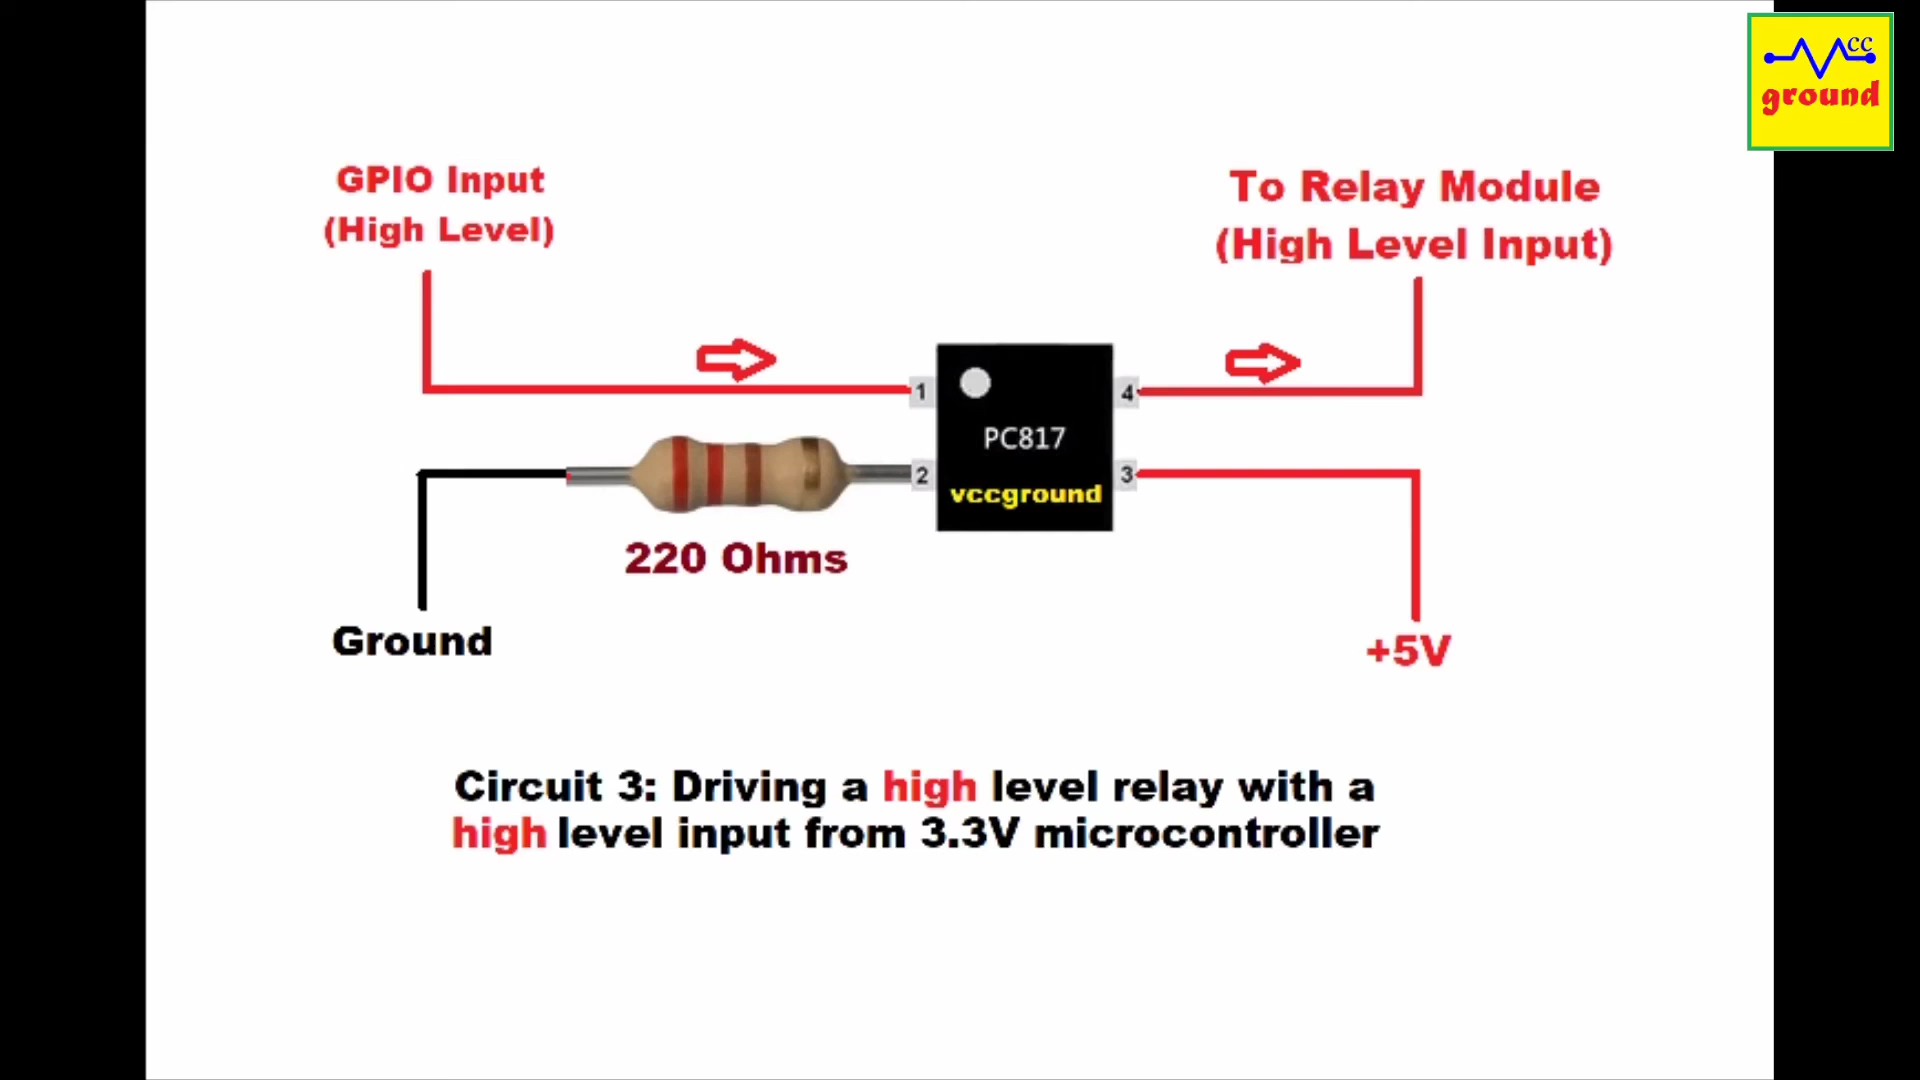 Vcc
ground
GPIO Input
(High Level)
To Relay Module
(High Level Input)
1
4
PC817
2
3
vccground
220 Ohms
Ground
+5V
Circuit 3: Driving a high level relay with a
high level input from 3.3V microcontroller